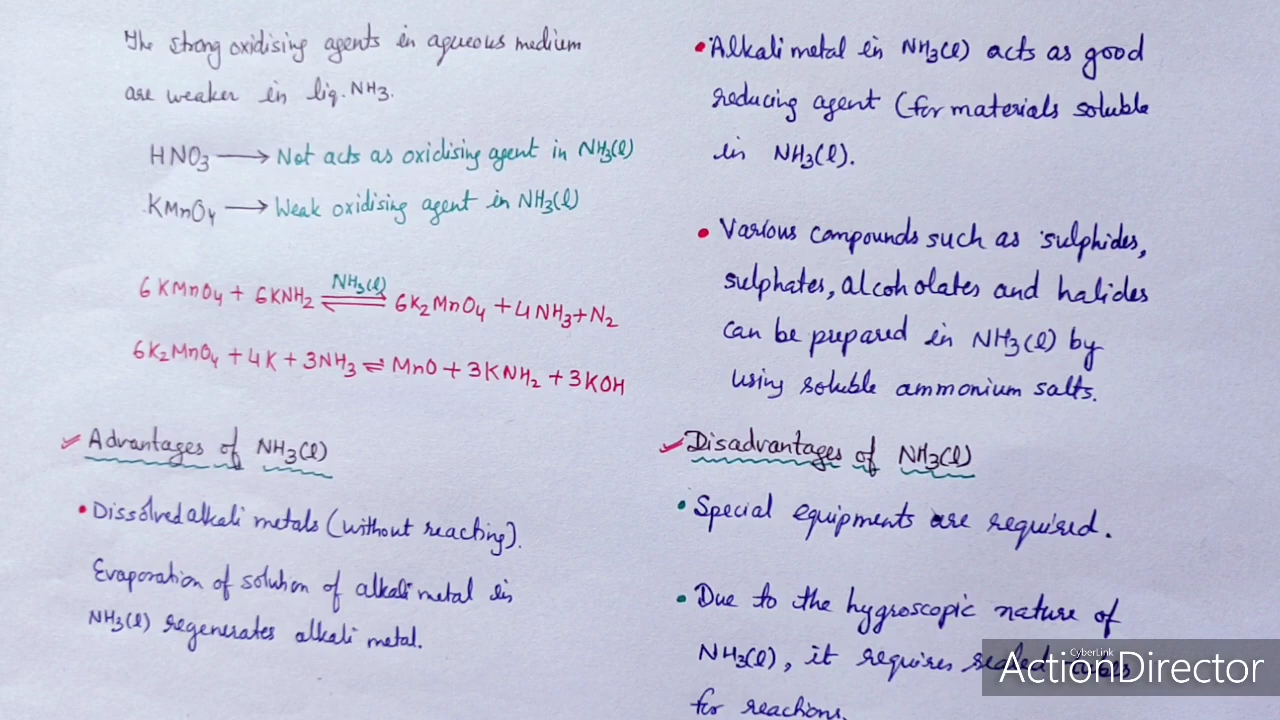 The strong oxidising agents in aqueous medium
are weaker in liq. NH3.
HNO3 → Not acts as oxidising agent in NH3(l)
KMnO4 → Weak oxidising agent in NH3(l)
6KMnO4 + 6KNH2 ⇌ NH3(l) 6K2MnO4 + 4NH3 + N2
6K2MnO4 + 4K + 3NH3 ⇌ MnO + 3KNH2 + 3KOH
✓ Advantages of NH3(l)
• Dissolved alkali metals (without reacting).
Evaporation of solution of alkali metal in
NH3(l) regenerates alkali metal.
• Alkali metal in NH3(l) acts as good
reducing agent (for materials soluble
in NH3(l).
• Various compounds such as sulphides,
sulphates, alcoholates and halides
can be prepared in NH3(l) by
using soluble ammonium salts.
✓ Disadvantages of NH3(l)
• Special equipments are required.
• Due to the hygroscopic nature of
NH3(l), it requires sealed
for reactions.
CyberLink
ActionDirector